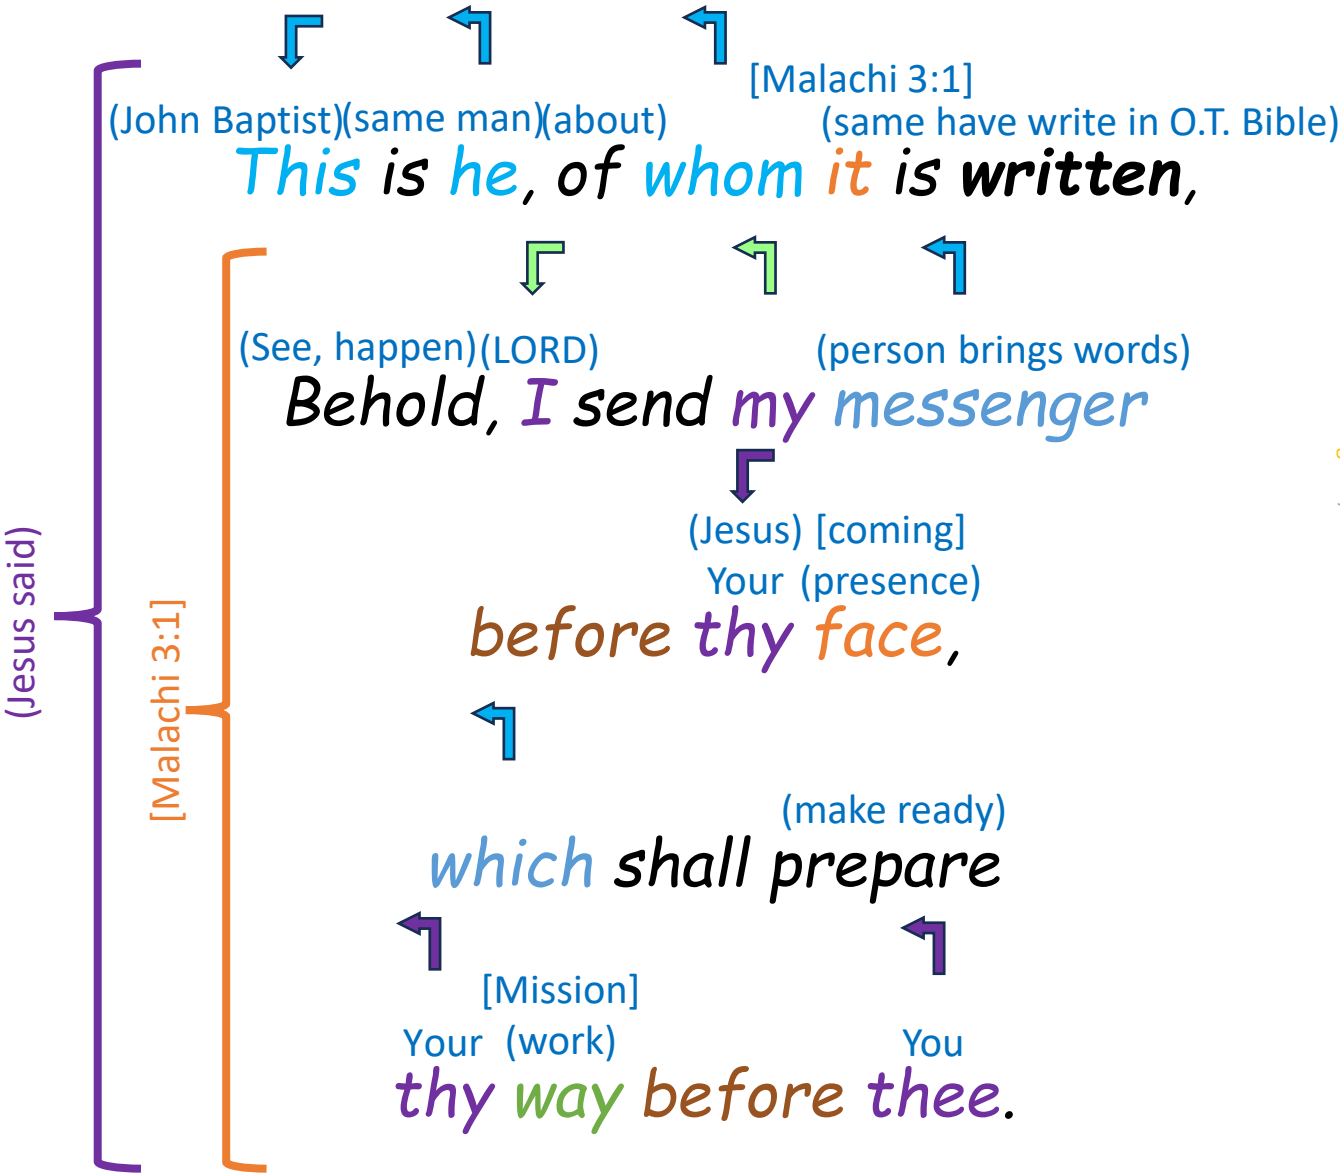 [Malachi 3:1]
(John Baptist)(same man)(about) (same have write in O.T. Bible)
This is he, of whom it is written,
(See, happen)(LORD) (person brings words)
Behold, I send my messenger
(Jesus) [coming]
Your (presence)
before thy face,
(make ready)
which shall prepare
[Mission]
Your (work) You
thy way before thee.
(Jesus said)
[Malachi 3:1]